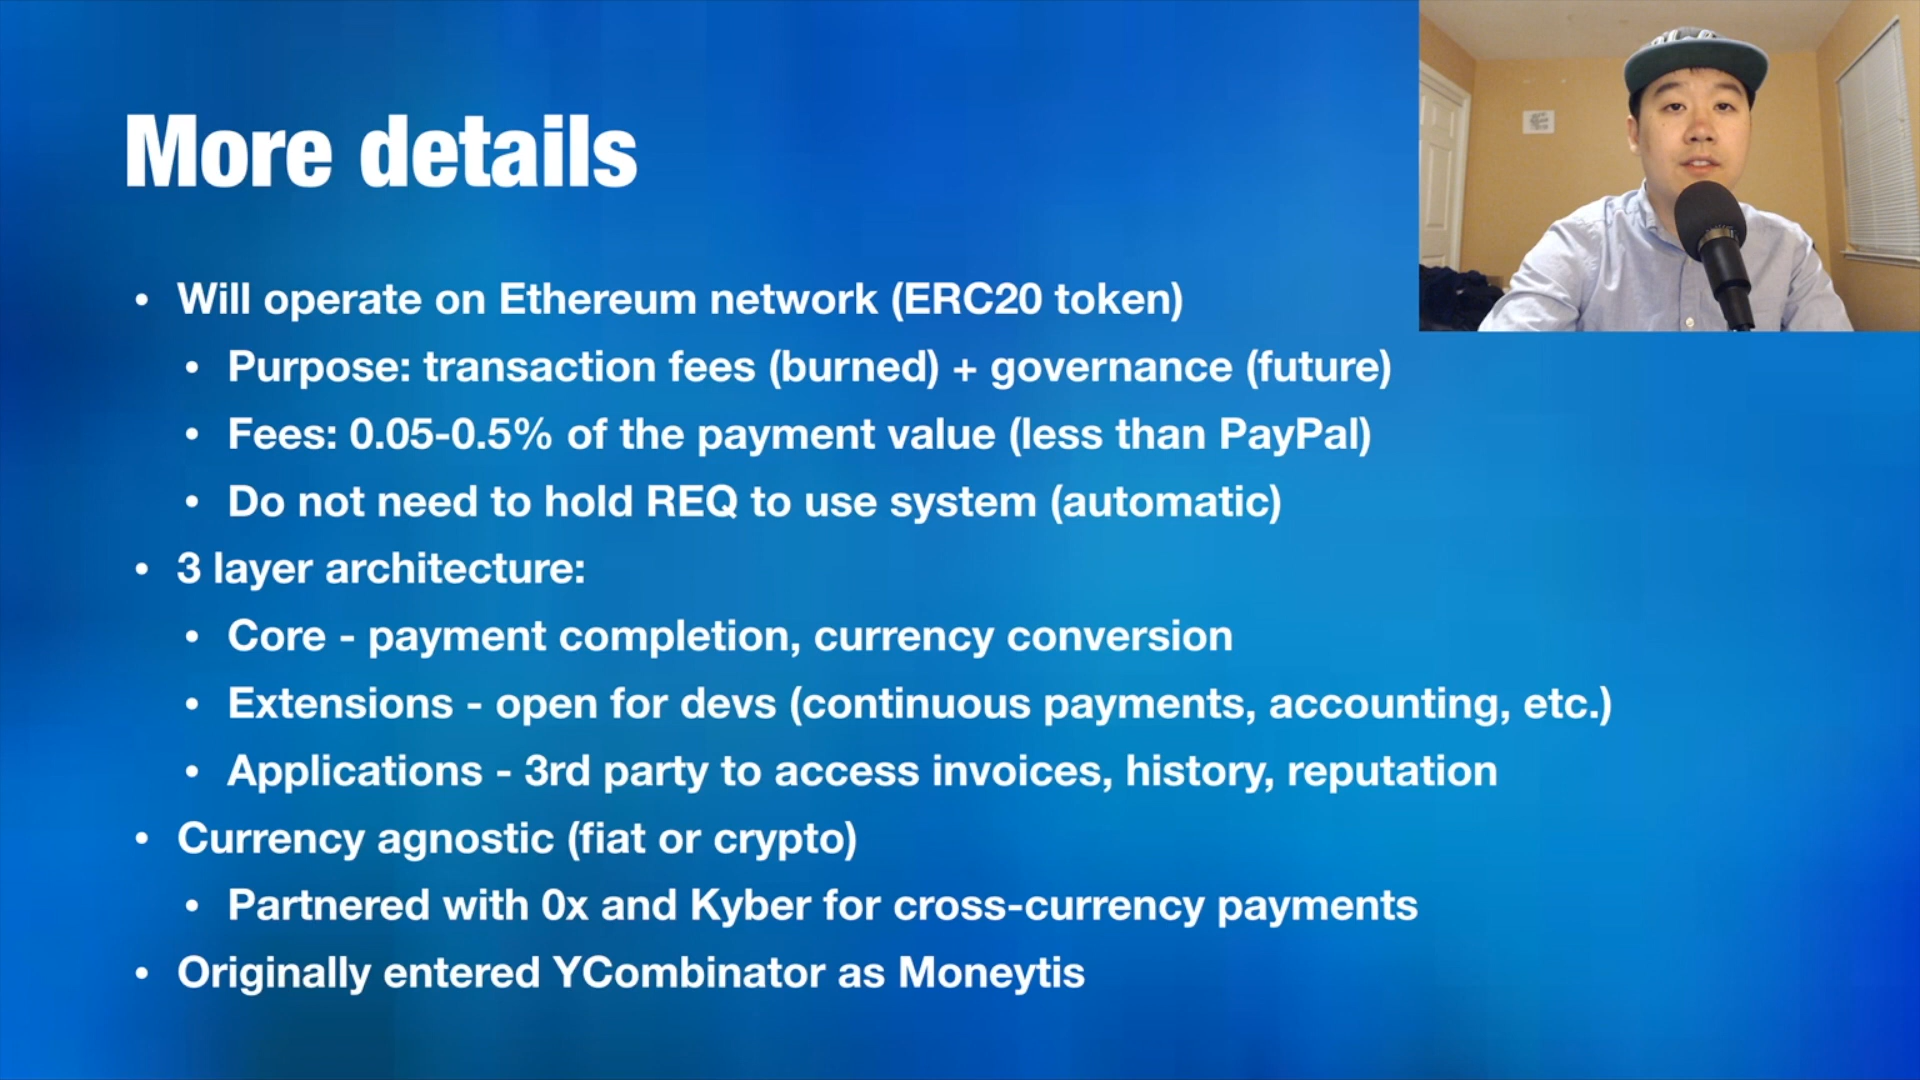 More details
• Will operate on Ethereum network (ERC20 token)
• Purpose: transaction fees (burned) + governance (future)
• Fees: 0.05-0.5% of the payment value (less than PayPal)
• Do not need to hold REQ to use system (automatic)
• 3 layer architecture:
• Core - payment completion, currency conversion
• Extensions - open for devs (continuous payments, accounting, etc.)
• Applications - 3rd party to access invoices, history, reputation
• Currency agnostic (fiat or crypto)
• Partnered with 0x and Kyber for cross-currency payments
• Originally entered YCombinator as Moneytis